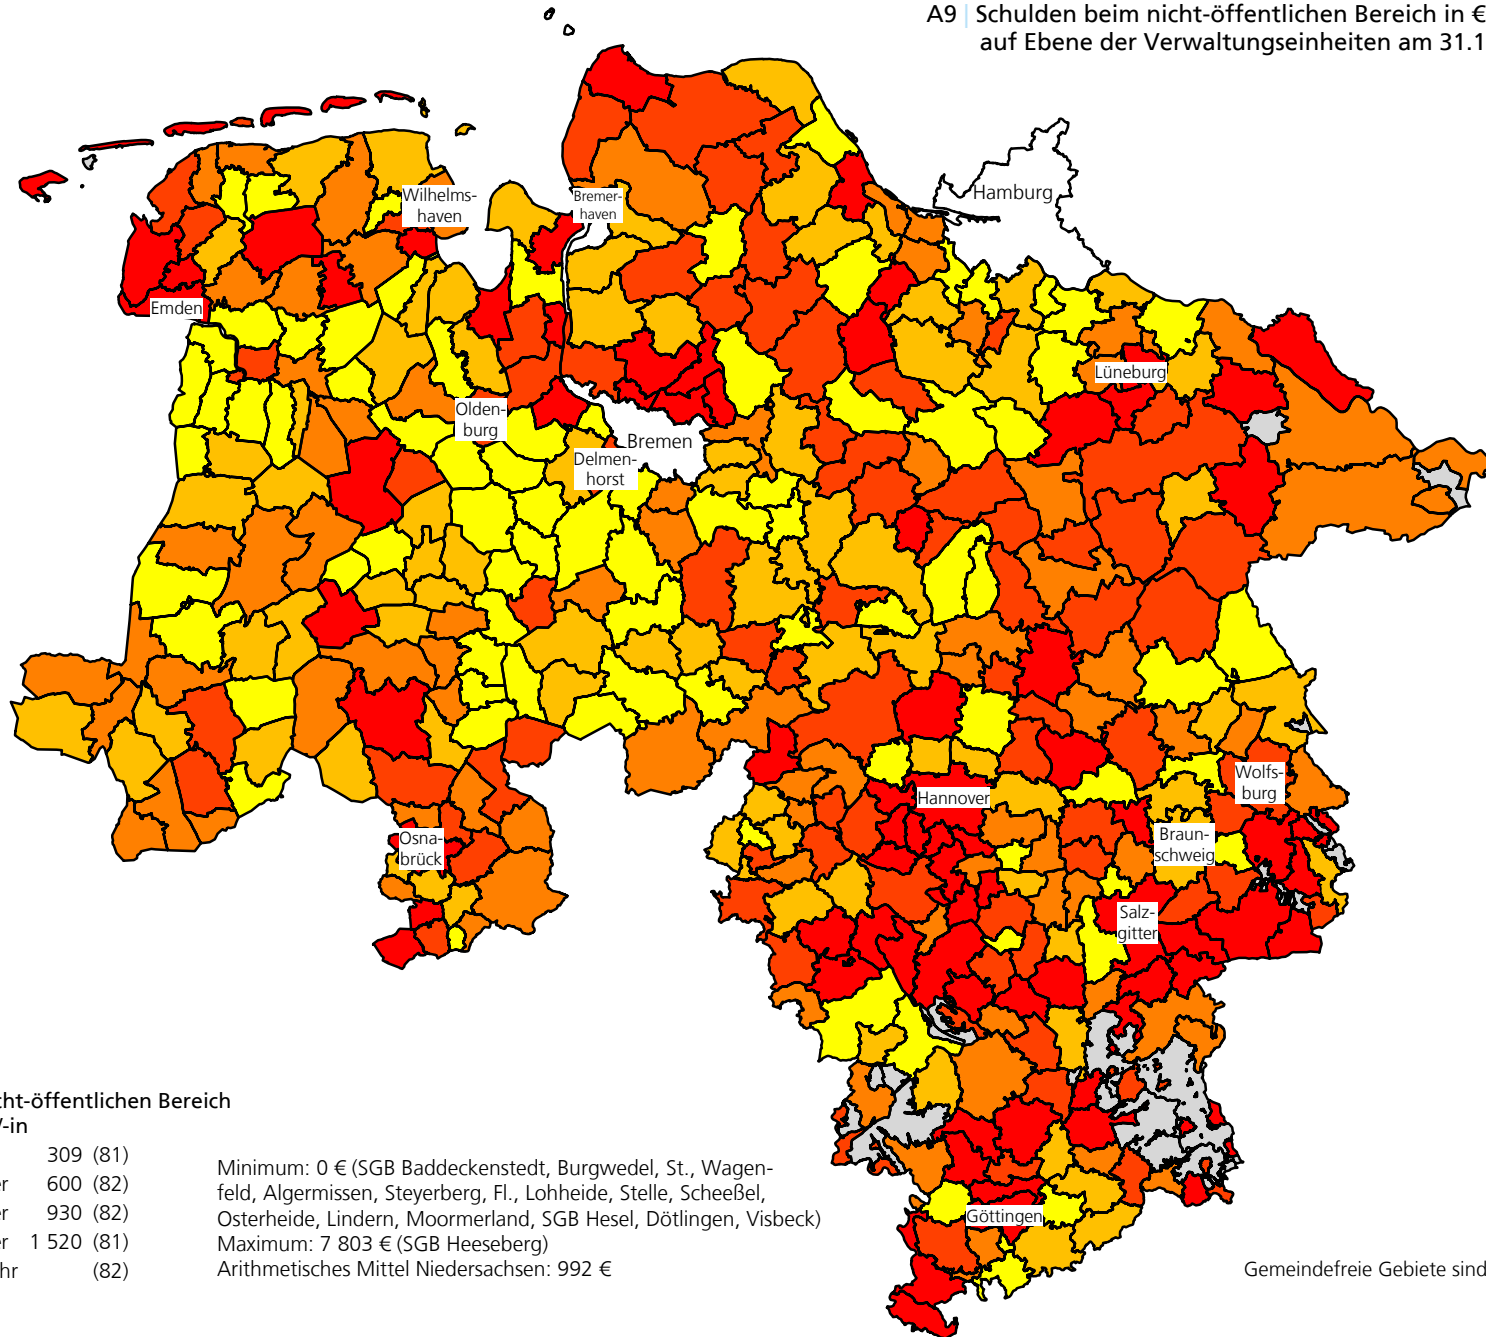 A9 | Schulden beim nicht-öffentlichen Bereich in €
auf Ebene der Verwaltungseinheiten am 31.1
Hamburg
Wilhelms-
haven
Bremer-
haven
Emden
Lüneburg
Olden-
burg
Bremen
Delmen-
horst
Wolfs-
burg
Hannover
Osna-
brück
Braun-
schweig
Salz-
gitter
Göttingen
cht-öffentlichen Bereich
/-in
309 (81)
er 600 (82)
er 930 (82)
er 1 520 (81)
hr (82)
Minimum: 0 € (SGB Baddeckenstedt, Burgwedel, St., Wagen-
feld, Algermissen, Steyerberg, Fl., Lohheide, Stelle, Scheeßel,
Osterheide, Lindern, Moormerland, SGB Hesel, Dötlingen, Visbeck)
Maximum: 7 803 € (SGB Heeseberg)
Arithmetisches Mittel Niedersachsen: 992 €
Gemeindefreie Gebiete sind